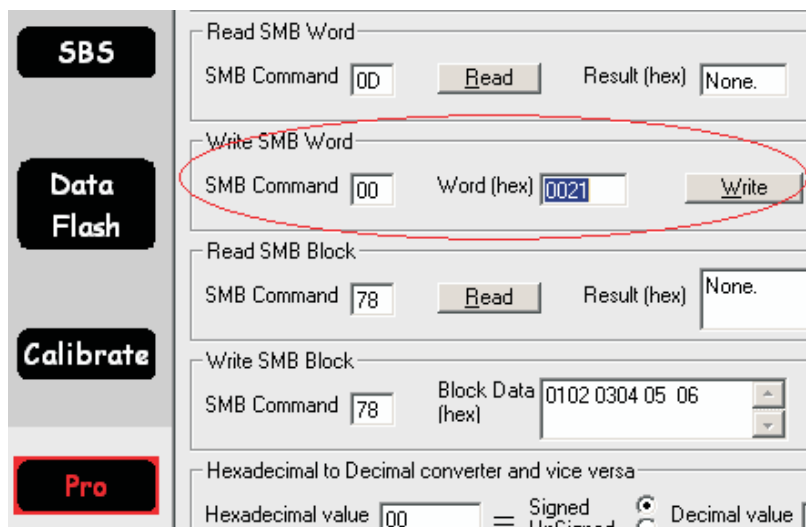 SBS
Data
Flash
Calibrate
Pro
Read SMB Word
SMB Command 0D Read Result (hex) None.
Write SMB Word
SMB Command 00 Word (hex) 0021 Write
Read SMB Block
SMB Command 78 Read Result (hex) None.
Write SMB Block
SMB Command 78 Block Data (hex) 0102 0304 05 06
Hexadecimal to Decimal converter and vice versa
Hexadecimal value 00 = Signed Decimal value
UnSigned